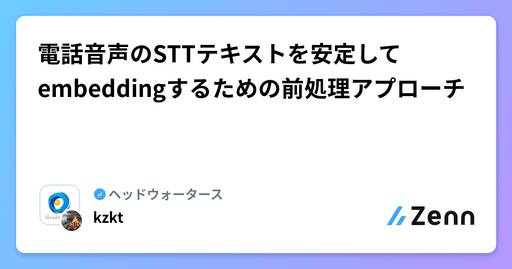 電話音声のSTTテキストを安定して
embeddingするための前処理アプローチ
ヘッドウォータース
kzkt
Zenn